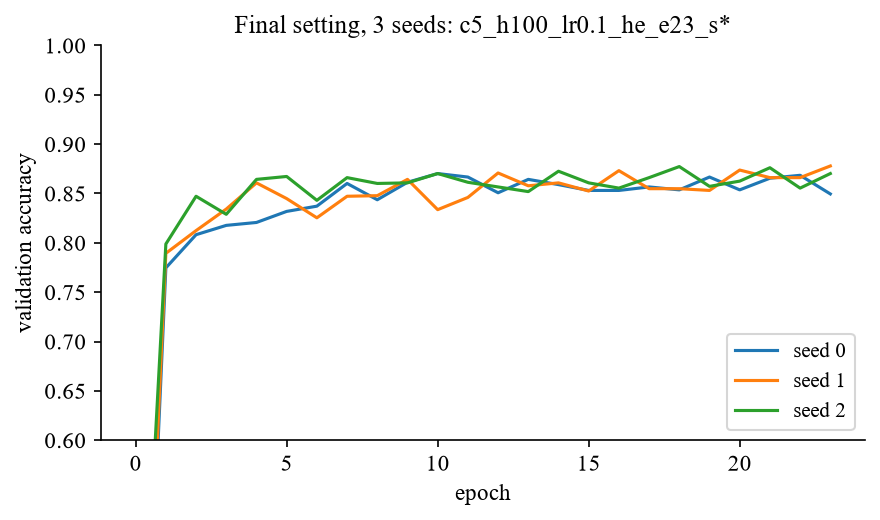 Final setting, 3 seeds: c5_h100_lr0.1_he_e23_s*
1.00
0.95
0.90
0.85
0.80
0.75
0.70
0.65
0.60
validation accuracy
0
5
10
15
20
epoch
seed 0
seed 1
seed 2